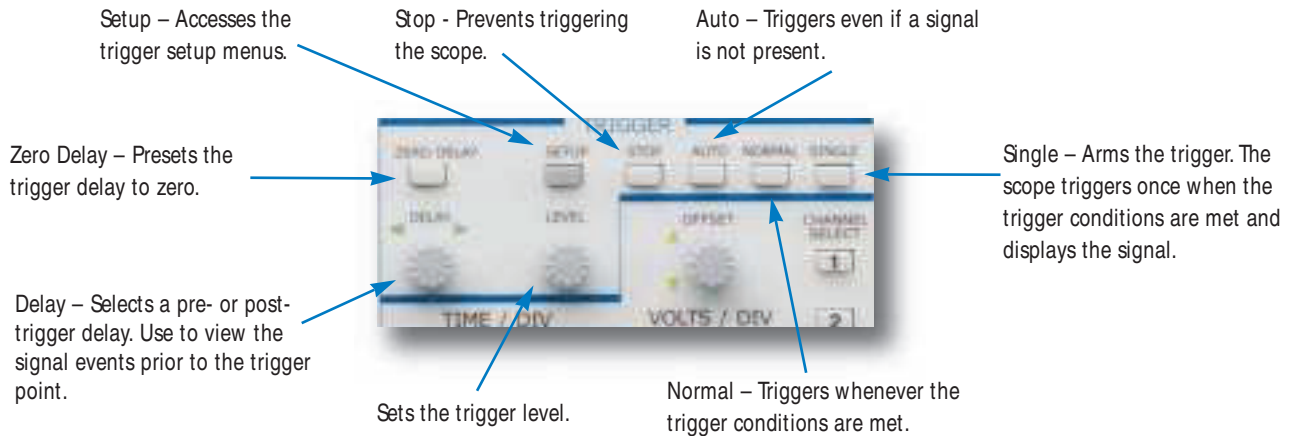 Setup – Accesses the
trigger setup menus.
Stop - Prevents triggering
the scope.
Auto – Triggers even if a signal
is not present.
Zero Delay – Presets the
trigger delay to zero.
Single – Arms the trigger. The
scope triggers once when the
trigger conditions are met and
displays the signal.
Delay – Selects a pre- or post-
trigger delay. Use to view the
signal events prior to the trigger
point.
Sets the trigger level.
Normal – Triggers whenever the
trigger conditions are met.
TRIGGER
ZERO DELAY
SETUP
STOP
AUTO
NORMAL
SINGLE
DELAY
LEVEL
OFFSET
CHANNEL
SELECT
1
TIME / DIV
VOLTS / DIV
2